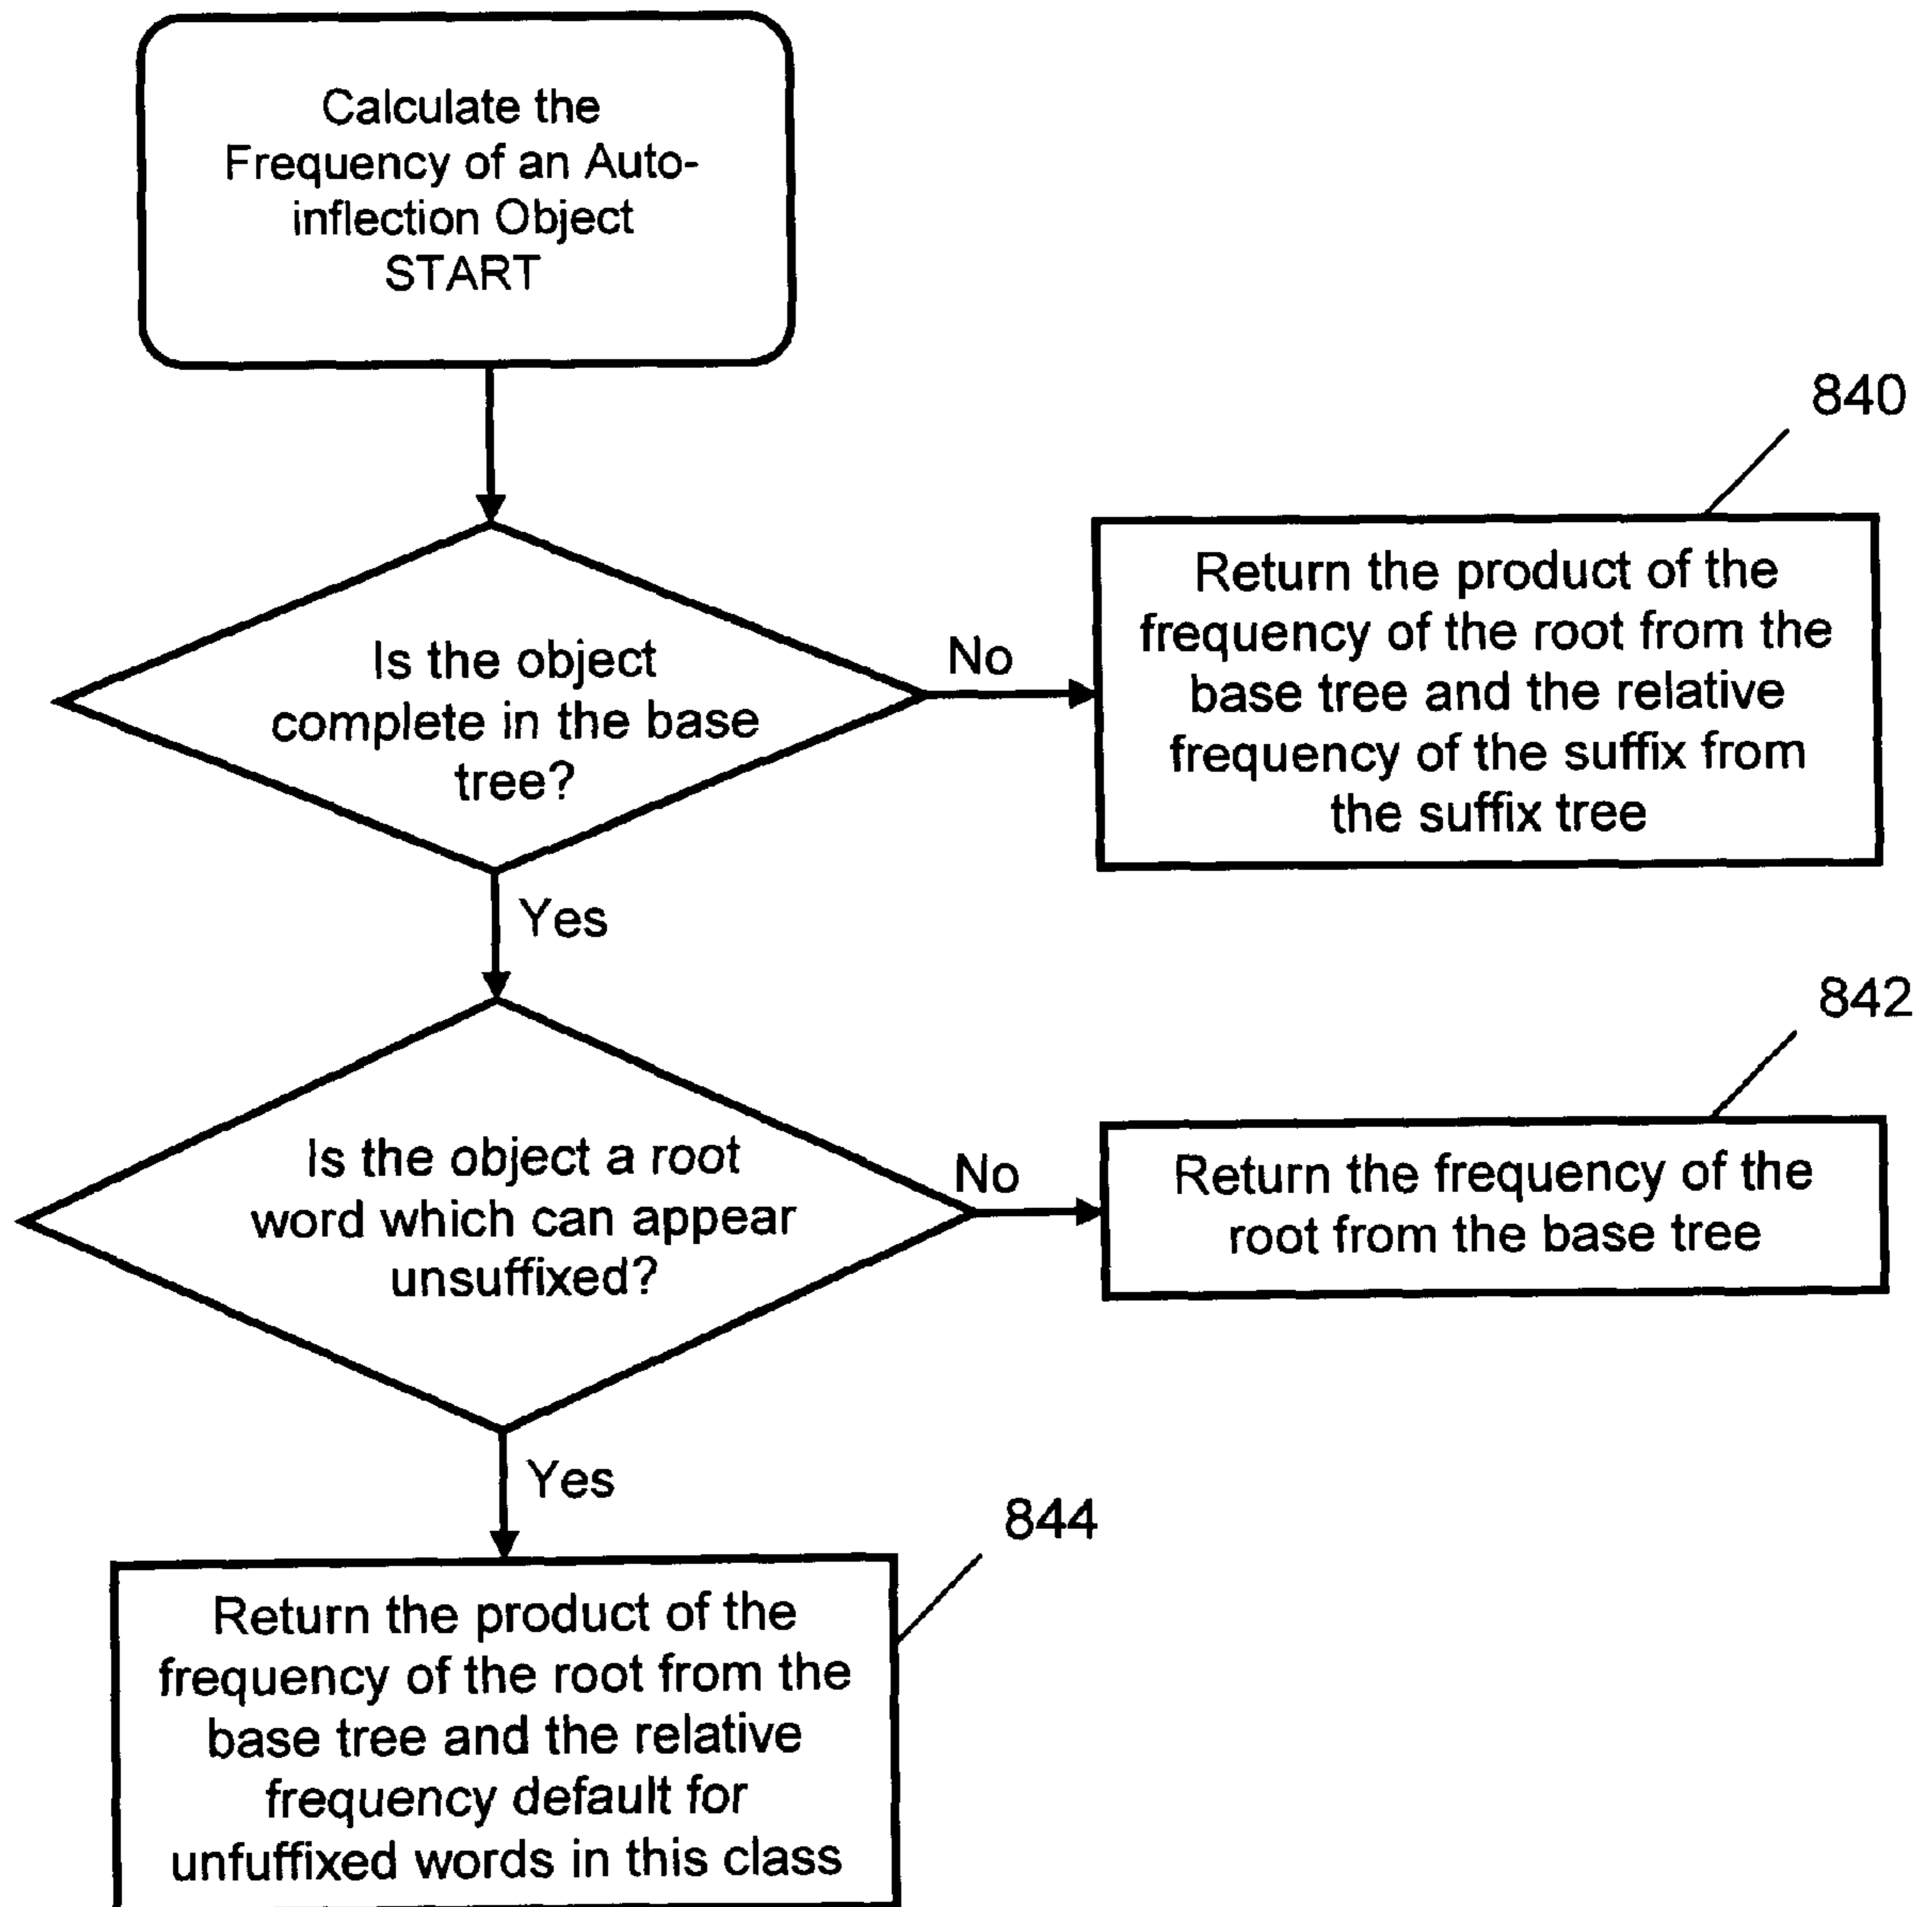 Calculate the
Frequency of an Auto-
inflection Object
START
840
Is the object
complete in the base
tree?
No
Return the product of the
frequency of the root from the
base tree and the relative
frequency of the suffix from
the suffix tree
Yes
842
Is the object a root
word which can appear
unsuffixed?
No
Return the frequency of the
root from the base tree
Yes
844
Return the product of the
frequency of the root from the
base tree and the relative
frequency default for
unfuffixed words in this class